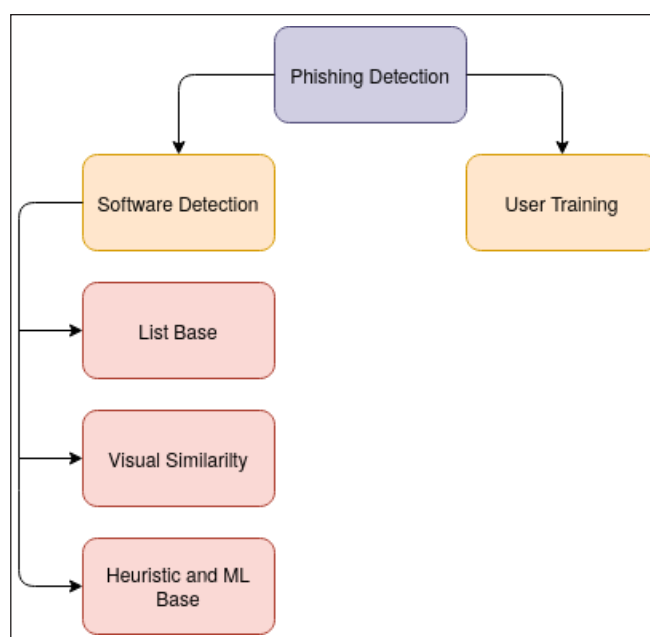 Phishing Detection
Software Detection
User Training
List Base
Visual Similarilty
Heuristic and ML
Base